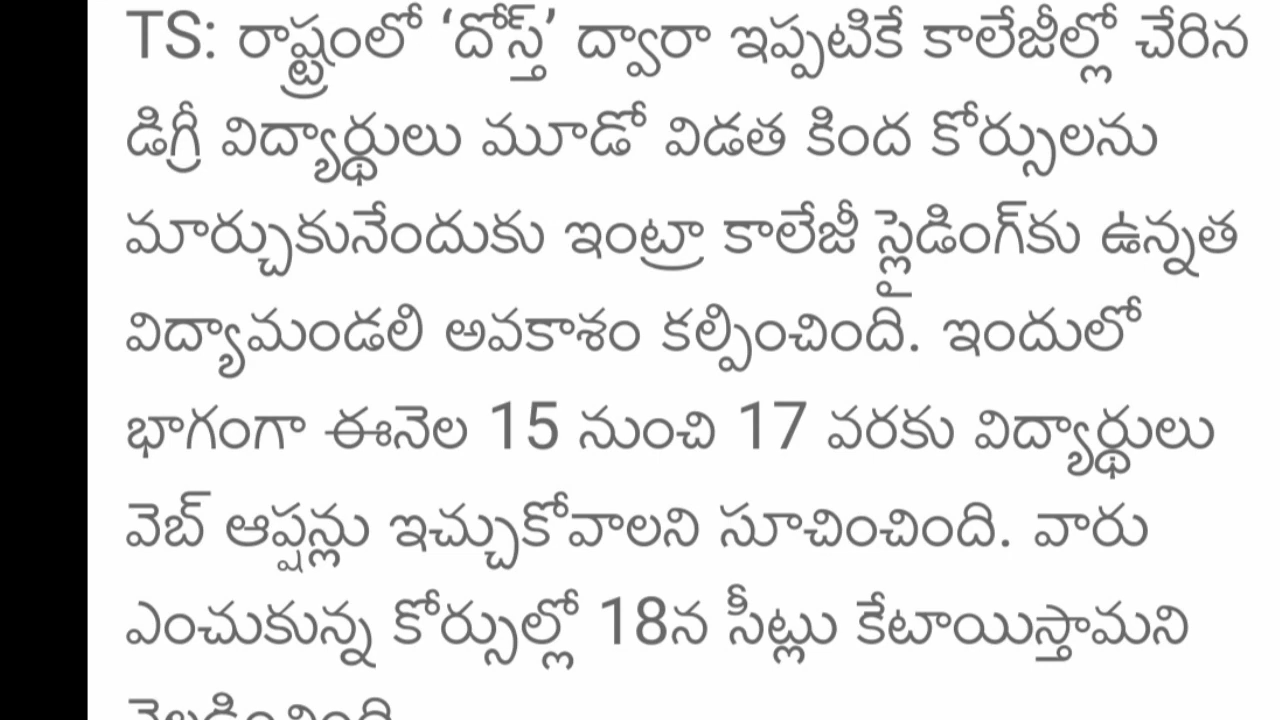 TS: రాష్ట్రంలో ‘దోస్త్’ ద్వారా ఇప్పటికే కాలేజీల్లో చేరిన
డిగ్రీ విద్యార్థులు మూడో విడత కింద కోర్సులను
మార్చుకునేందుకు ఇంట్రా కాలేజీ స్లైడింగ్‌కు ఉన్నత
విద్యామండలి అవకాశం కల్పించింది. ఇందులో
భాగంగా ఈనెల 15 నుంచి 17 వరకు విద్యార్థులు
వెబ్ ఆప్షన్లు ఇచ్చుకోవాలని సూచించింది. వారు
ఎంచుకున్న కోర్సుల్లో 18న సీట్లు కేటాయిస్తామని